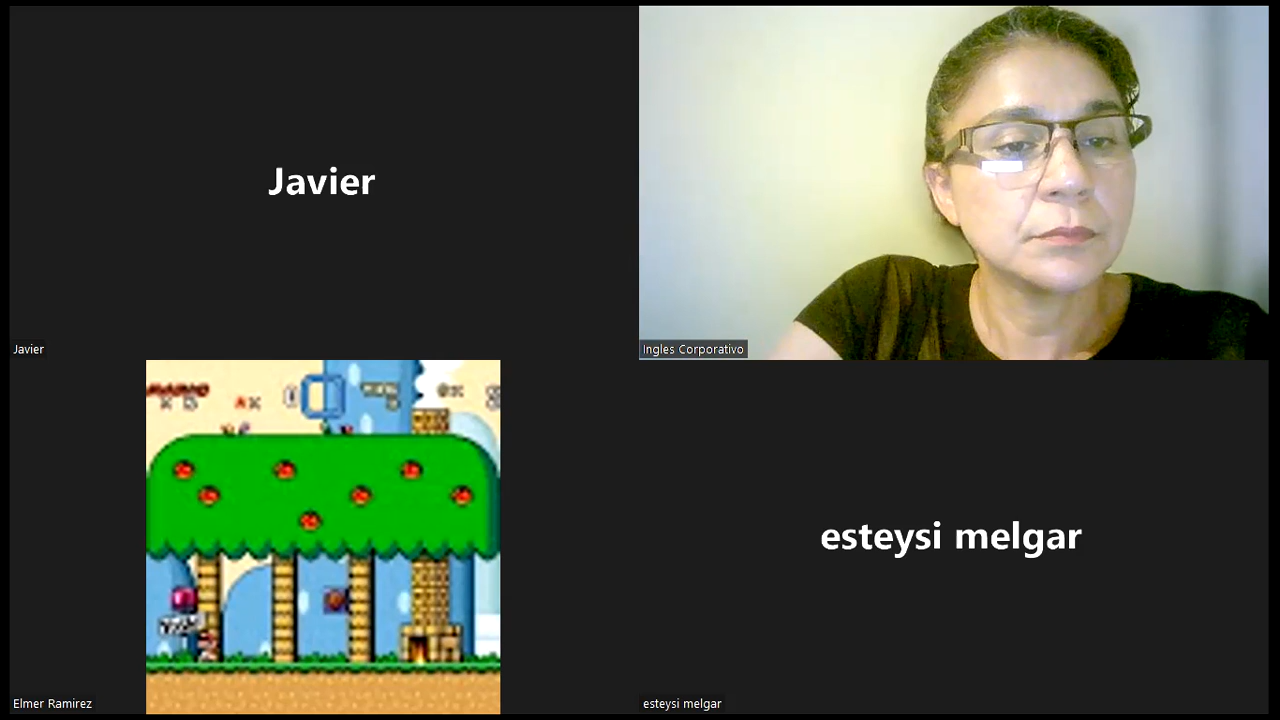 Javier
Javier
Ingles Corporativo
MARIO
Elmer Ramirez
esteysi melgar
esteysi melgar